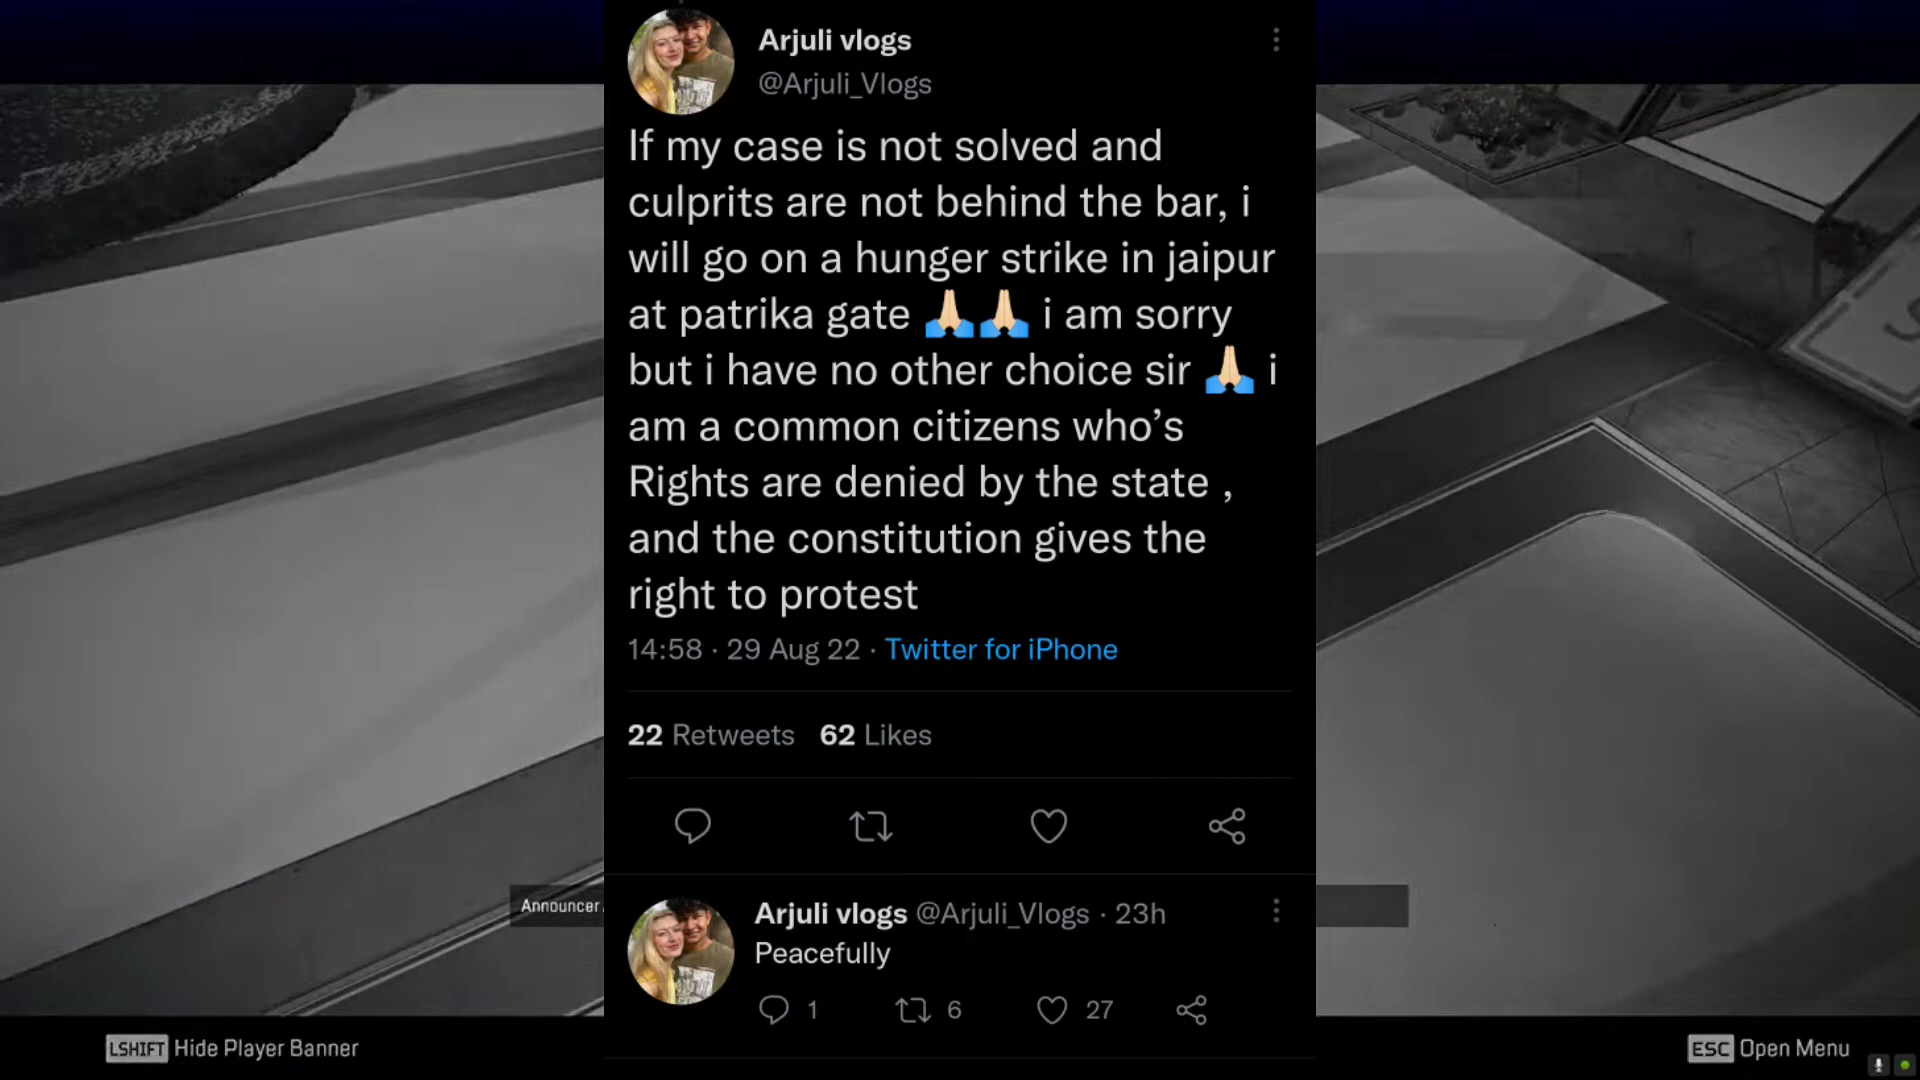 Arjuli vlogs
@Arjuli_Vlogs
If my case is not solved and
culprits are not behind the bar, i
will go on a hunger strike in jaipur
at patrika gate 🙏🏻🙏🏻 i am sorry
but i have no other choice sir 🙏🏻 i
am a common citizens who’s
Rights are denied by the state ,
and the constitution gives the
right to protest
14:58 · 29 Aug 22 · Twitter for iPhone
22 Retweets 62 Likes
Announcer
Arjuli vlogs @Arjuli_Vlogs · 23h
Peacefully
1 6 27
LSHIFT Hide Player Banner
ESC Open Menu